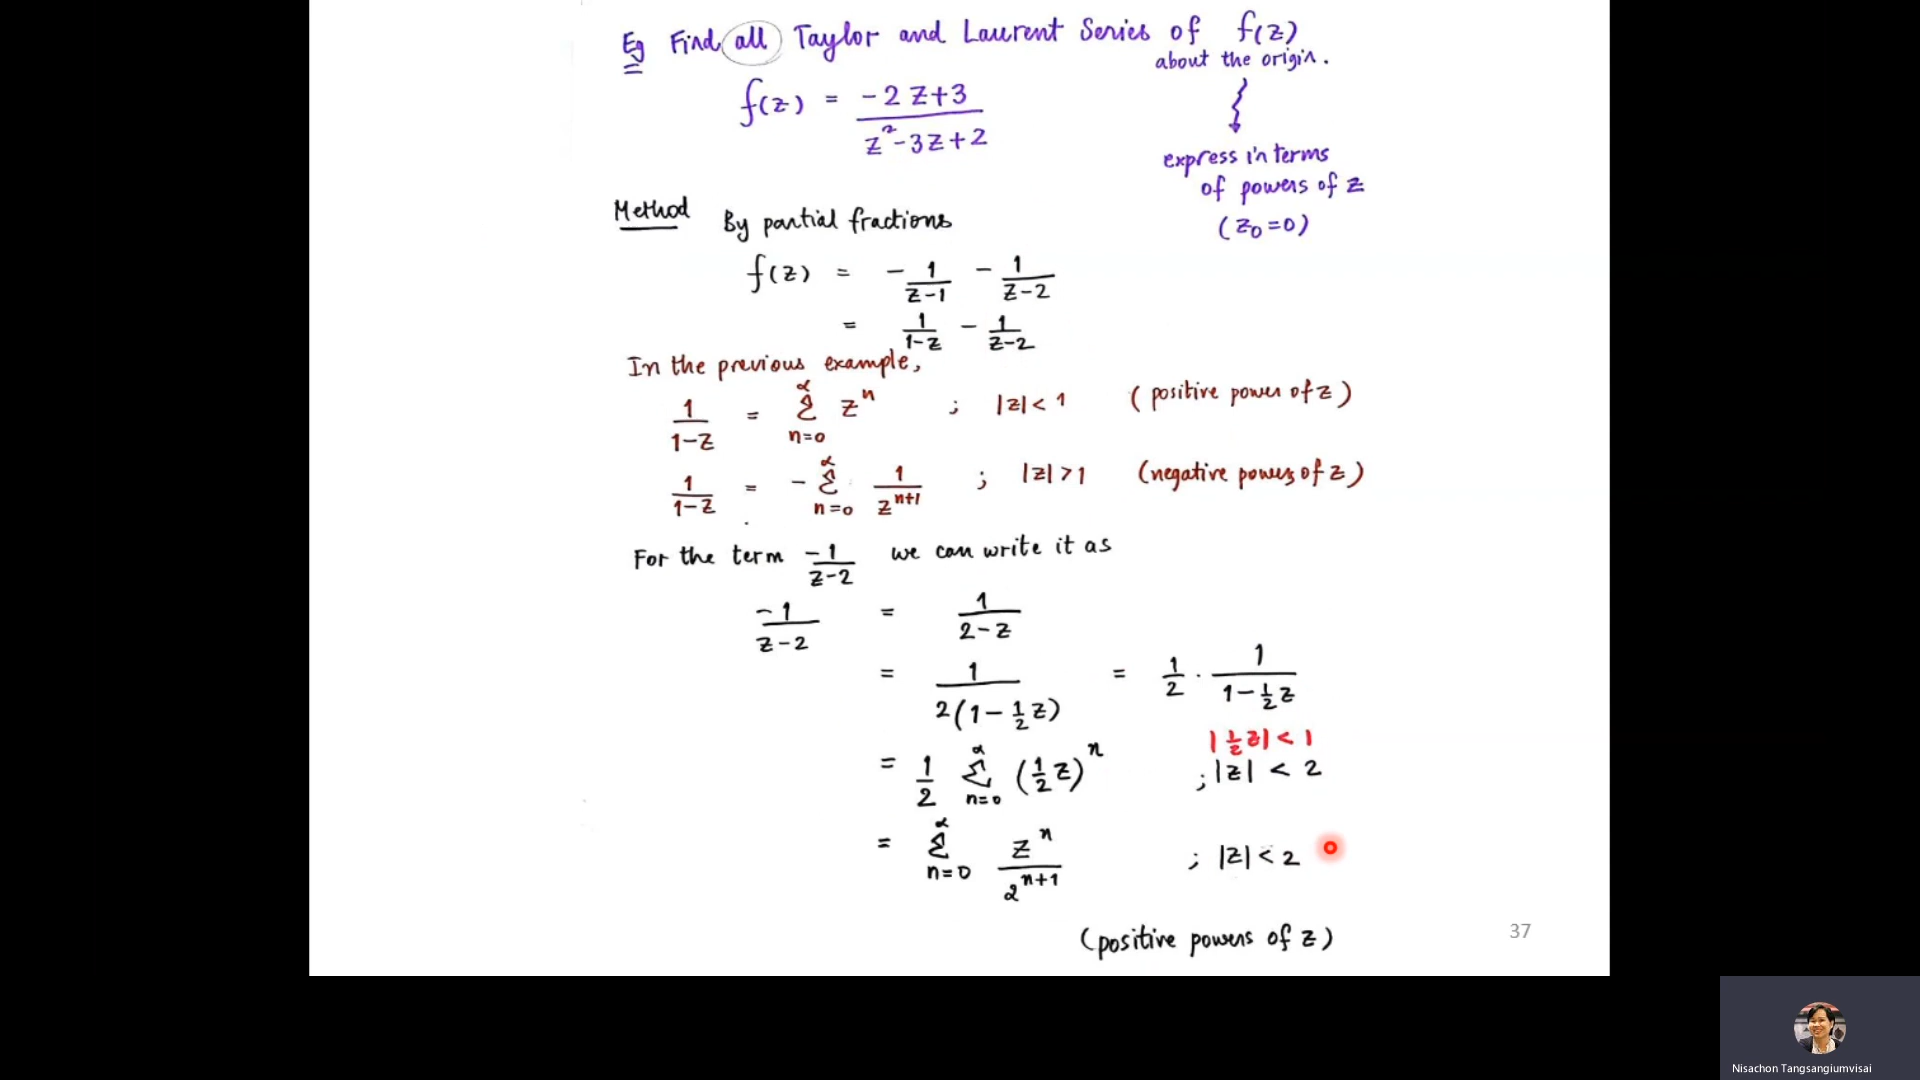 Eg Find all Taylor and Laurent Series of f(z)
about the origin.
f(z) = -2z+3 / z²-3z+2
express in terms
of powers of z
(z₀=0)
Method By partial fractions
f(z) = - 1/(z-1) - 1/(z-2)
= 1/(1-z) - 1/(z-2)
In the previous example,
1/(1-z) = Σ_{n=0}^{∝} zⁿ ; |z| < 1 (positive power of z)
1/(1-z) = - Σ_{n=0}^{∝} 1/z^{n+1} ; |z| > 1 (negative powers of z)
For the term -1/(z-2) we can write it as
-1/(z-2) = 1/(2-z)
= 1/(2(1-½z)) = 1/2 · 1/(1-½z)
|½z| < 1
= 1/2 Σ_{n=0}^{∝} (½z)ⁿ ; |z| < 2
= Σ_{n=0}^{∝} zⁿ/2^{n+1} ; |z| < 2
(positive powers of z)
37
Nisachon Tangsangiumvisai